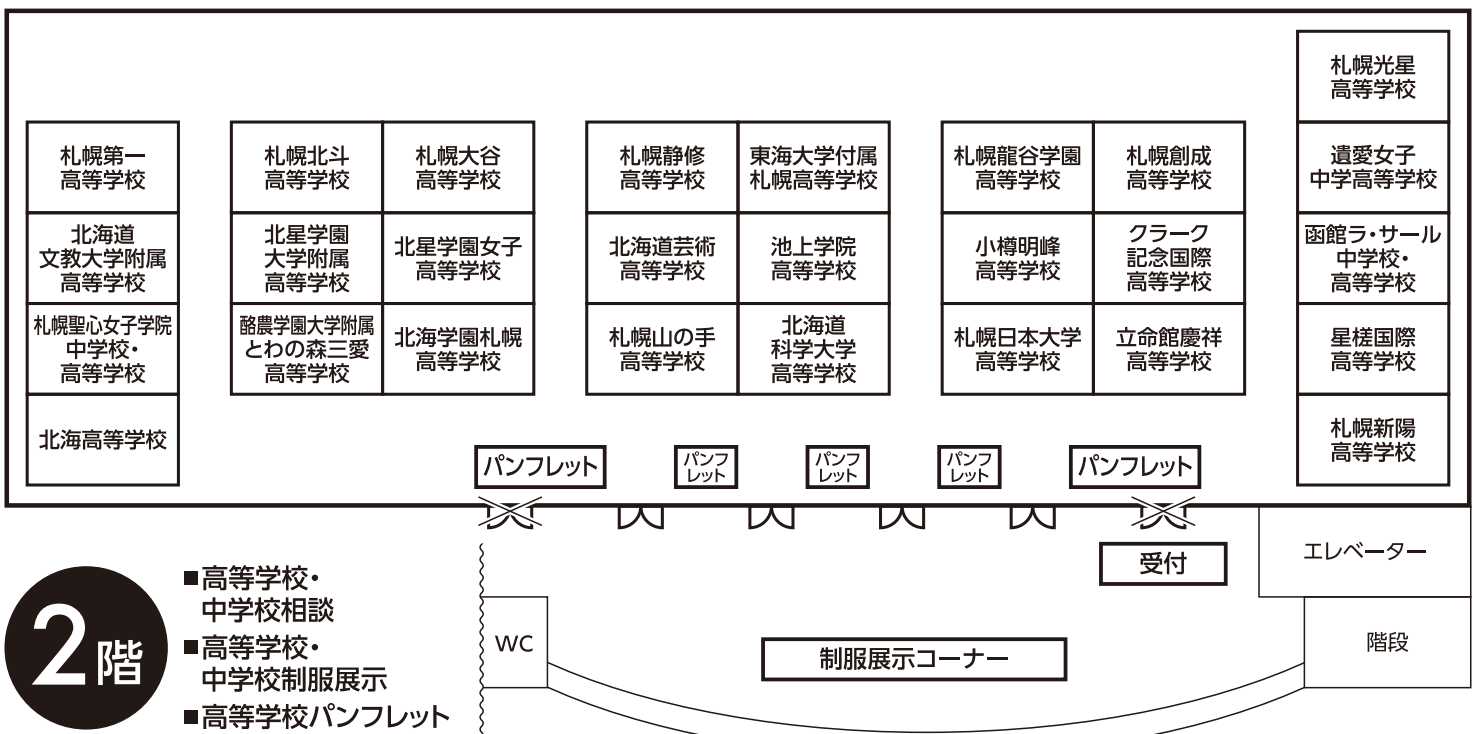 札幌光星
高等学校
札幌第一
高等学校
札幌北斗
高等学校
札幌大谷
高等学校
札幌静修
高等学校
東海大学付属
札幌高等学校
札幌龍谷学園
高等学校
札幌創成
高等学校
遺愛女子
中学高等学校
北海道
文教大学附属
高等学校
北星学園
大学附属
高等学校
北星学園女子
高等学校
北海道芸術
高等学校
池上学院
高等学校
小樽明峰
高等学校
クラーク
記念国際
高等学校
函館ラ・サール
中学校・
高等学校
札幌聖心女子学院
中学校・
高等学校
酪農学園大学附属
とわの森三愛
高等学校
北海学園札幌
高等学校
札幌山の手
高等学校
北海道
科学大学
高等学校
札幌日本大学
高等学校
立命館慶祥
高等学校
星槎国際
高等学校
北海高等学校
札幌新陽
高等学校
パンフレット
パンフ
レット
パンフ
レット
パンフ
レット
パンフレット
受付
エレベーター
2階
■高等学校・
中学校相談
■高等学校・
中学校制服展示
■高等学校パンフレット
WC
制服展示コーナー
階段